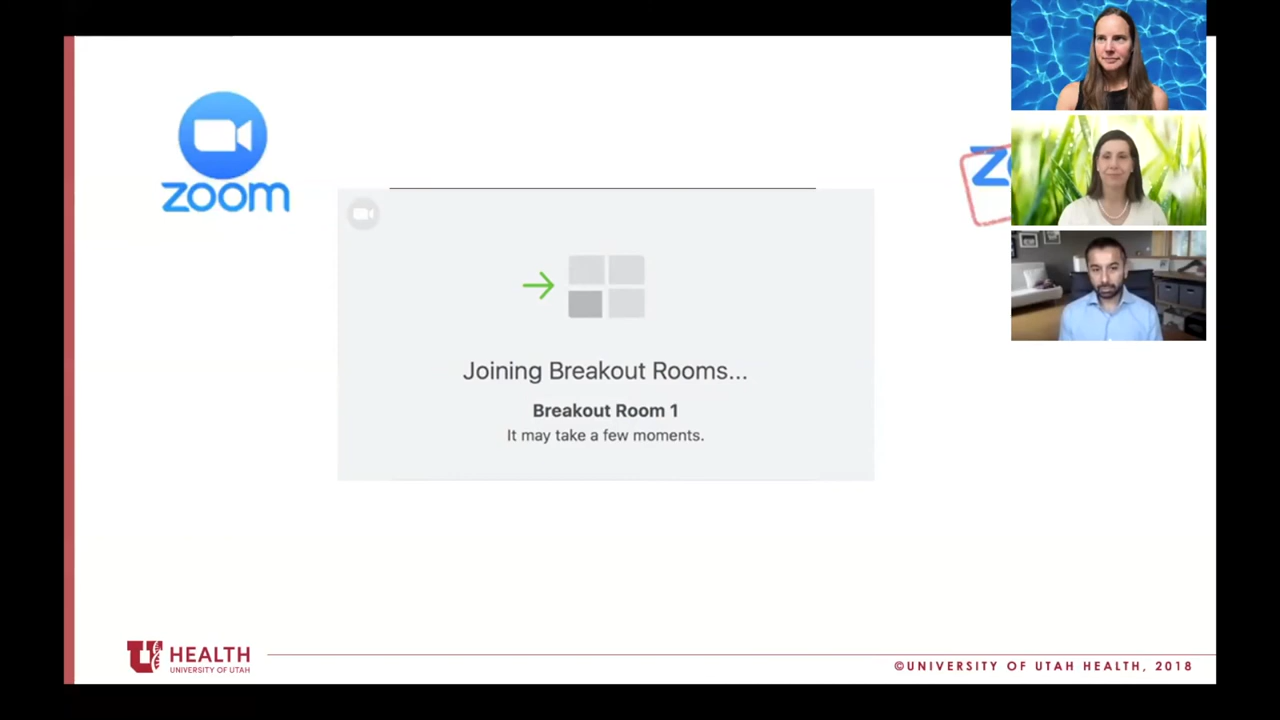 zoom
Joining Breakout Rooms...
Breakout Room 1
It may take a few moments.
U HEALTH
UNIVERSITY OF UTAH
©UNIVERSITY OF UTAH HEALTH, 2018